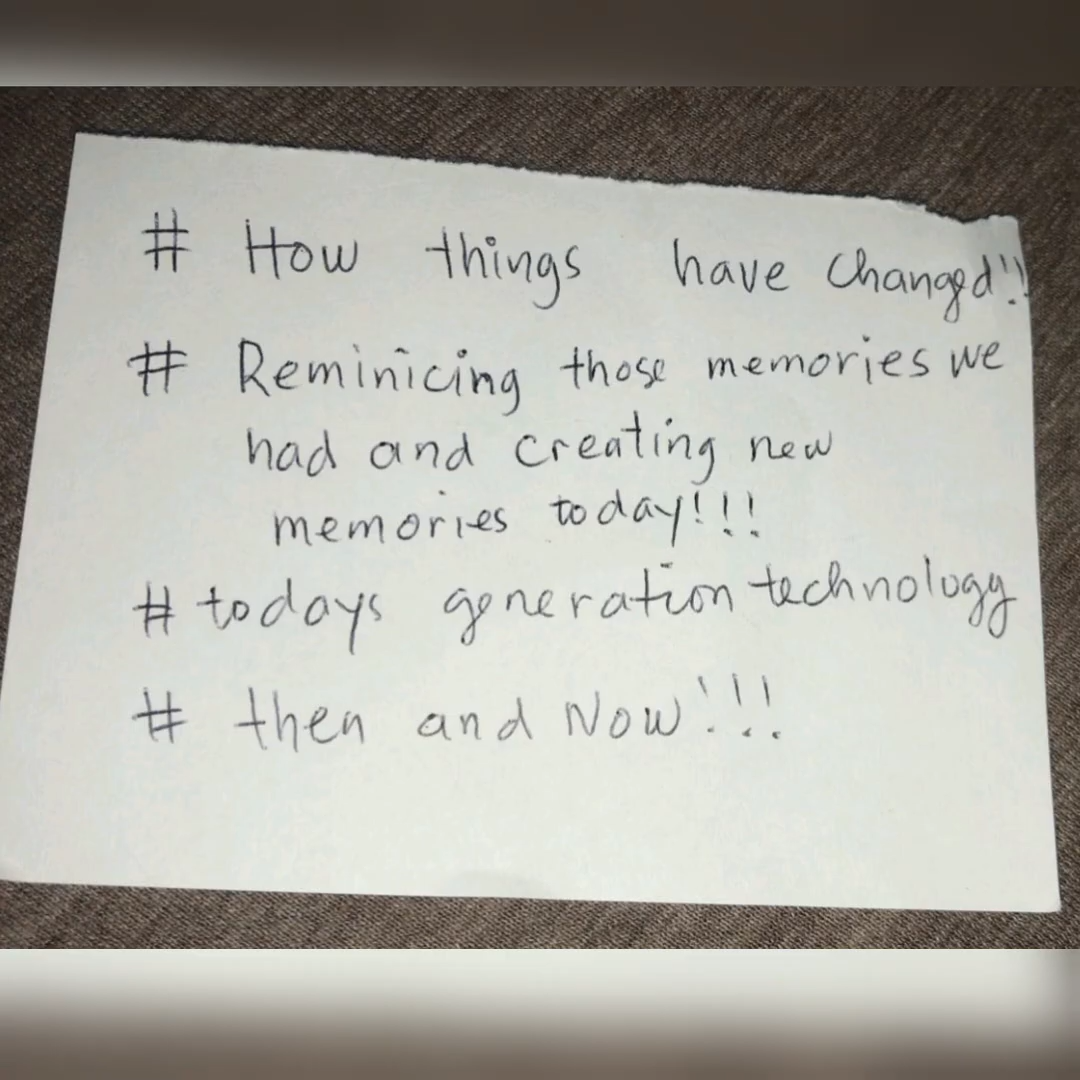 # How things have changed!!
# Reminicing those memories we
had and creating new
memories today!!!
# todays generation technology
# then and Now!!!